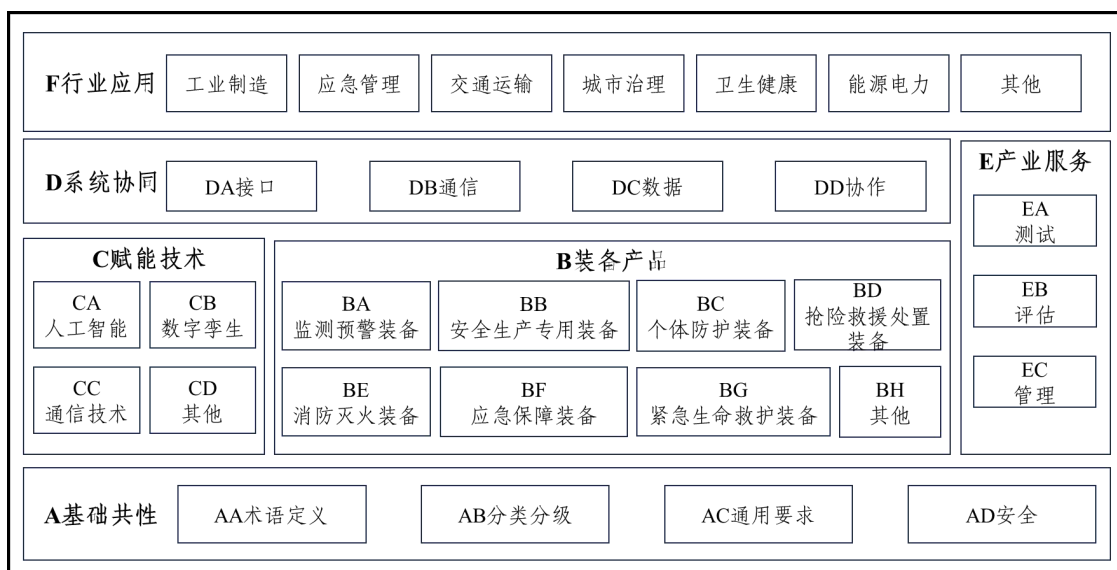 F行业应用
工业制造
应急管理
交通运输
城市治理
卫生健康
能源电力
其他
D系统协同
DA接口
DB通信
DC数据
DD协作
E产业服务
EA
测试
EB
评估
EC
管理
C赋能技术
CA
人工智能
CB
数字孪生
CC
通信技术
CD
其他
B装备产品
BA
监测预警装备
BB
安全生产专用装备
BC
个体防护装备
BD
抢险救援处置
装备
BE
消防灭火装备
BF
应急保障装备
BG
紧急生命救护装备
BH
其他
A基础共性
AA术语定义
AB分类分级
AC通用要求
AD安全